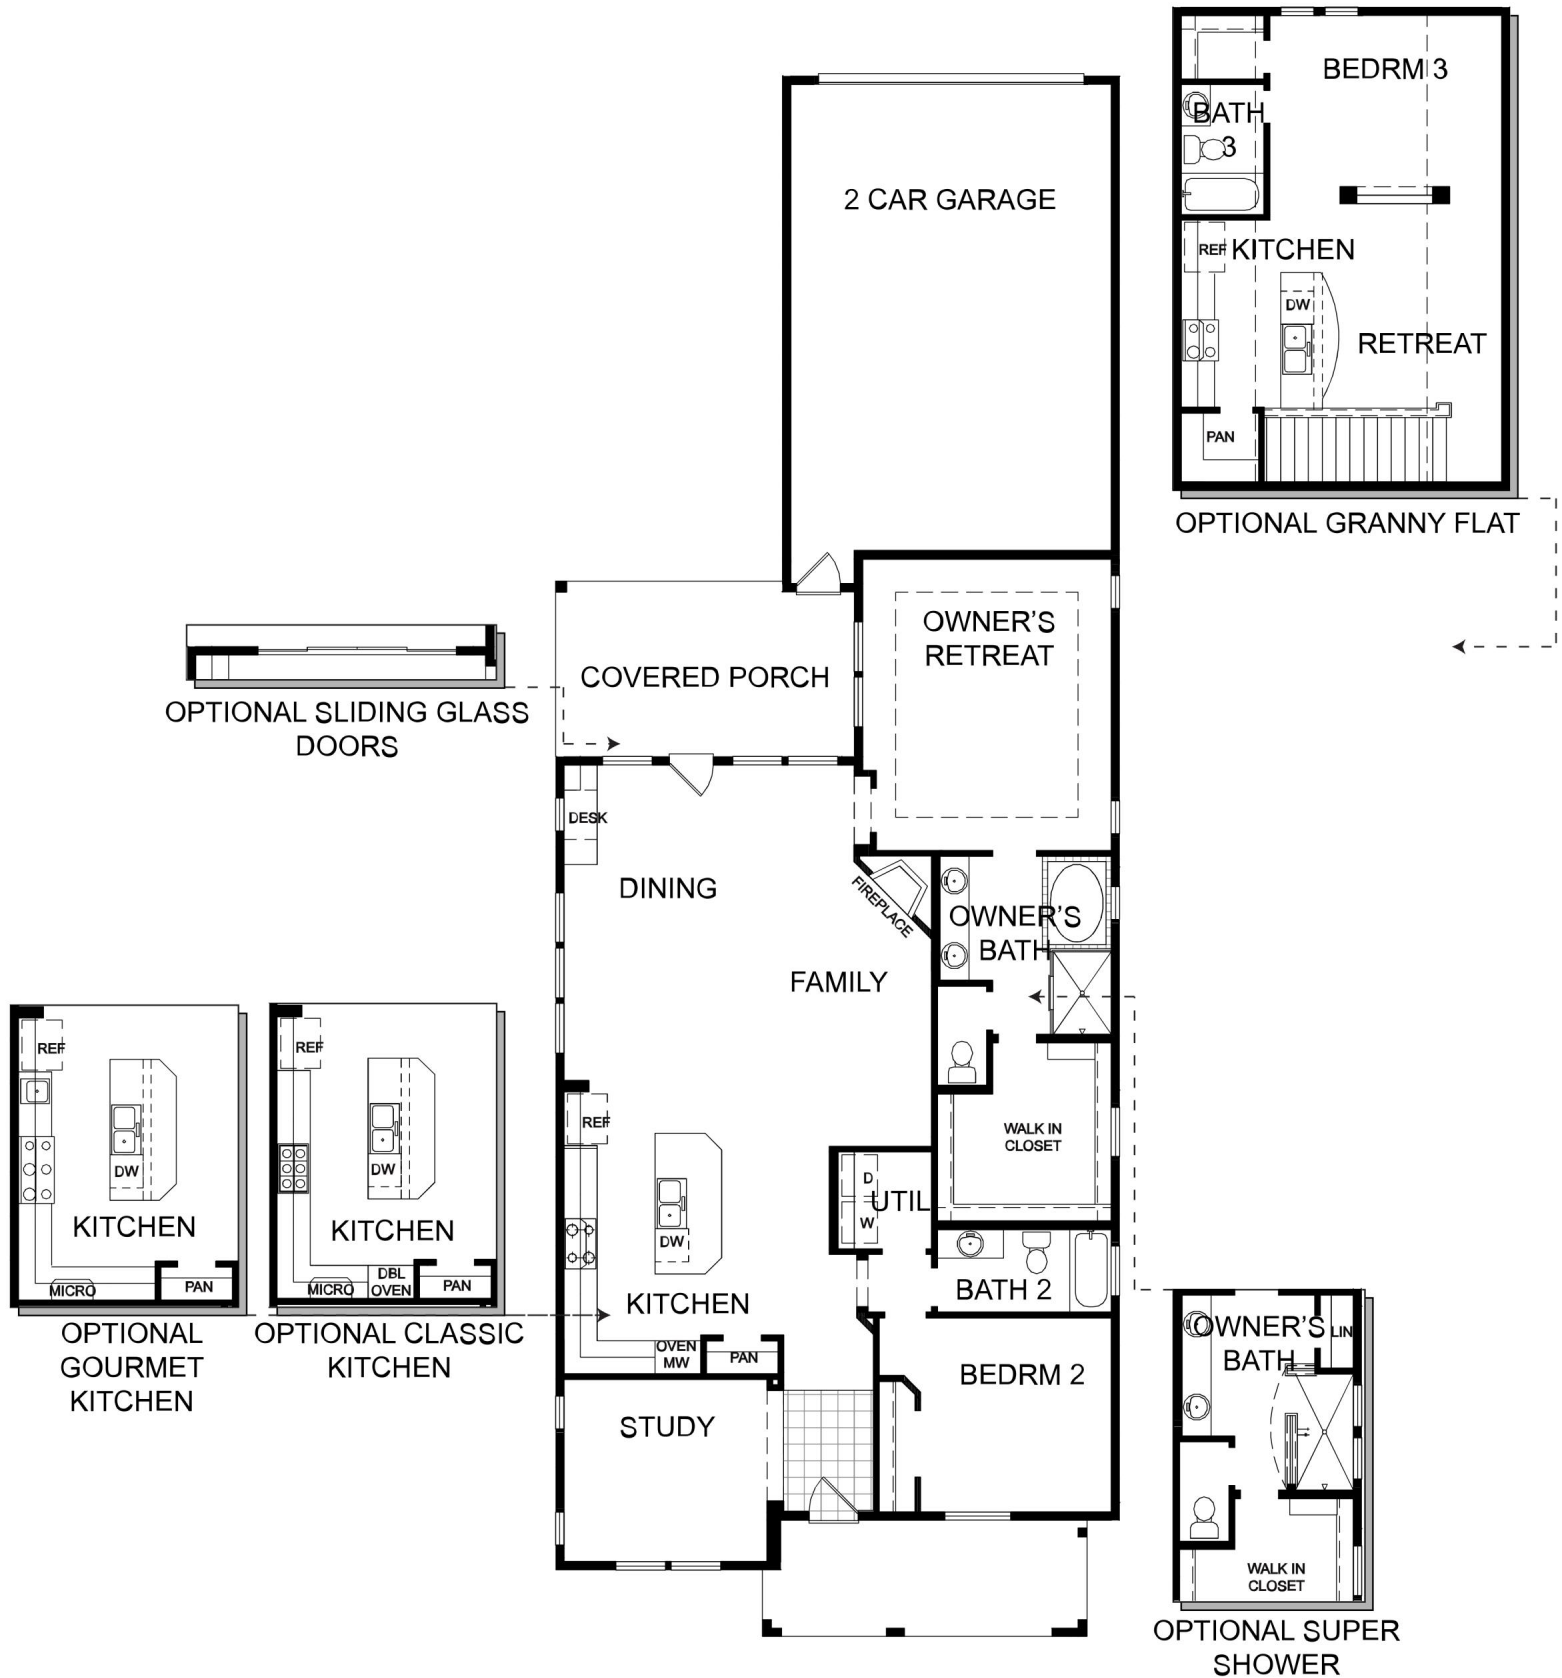 BEDRM 3
BATH
3
REF
KITCHEN
DW
RETREAT
PAN
OPTIONAL GRANNY FLAT
2 CAR GARAGE
OWNER'S
RETREAT
COVERED PORCH
OPTIONAL SLIDING GLASS
DOORS
DESK
DINING
FIREPLACE
OWNER'S
BATH
FAMILY
REF
WALK IN
CLOSET
D
UTIL
W
DW
BATH 2
KITCHEN
OVEN
MW
PAN
BEDRM 2
STUDY
REF
DW
KITCHEN
MICRO
PAN
OPTIONAL
GOURMET
KITCHEN
REF
DW
KITCHEN
MICRO
DBL
OVEN
PAN
OPTIONAL CLASSIC
KITCHEN
OWNER'S
BATH
LIN
WALK IN
CLOSET
OPTIONAL SUPER
SHOWER